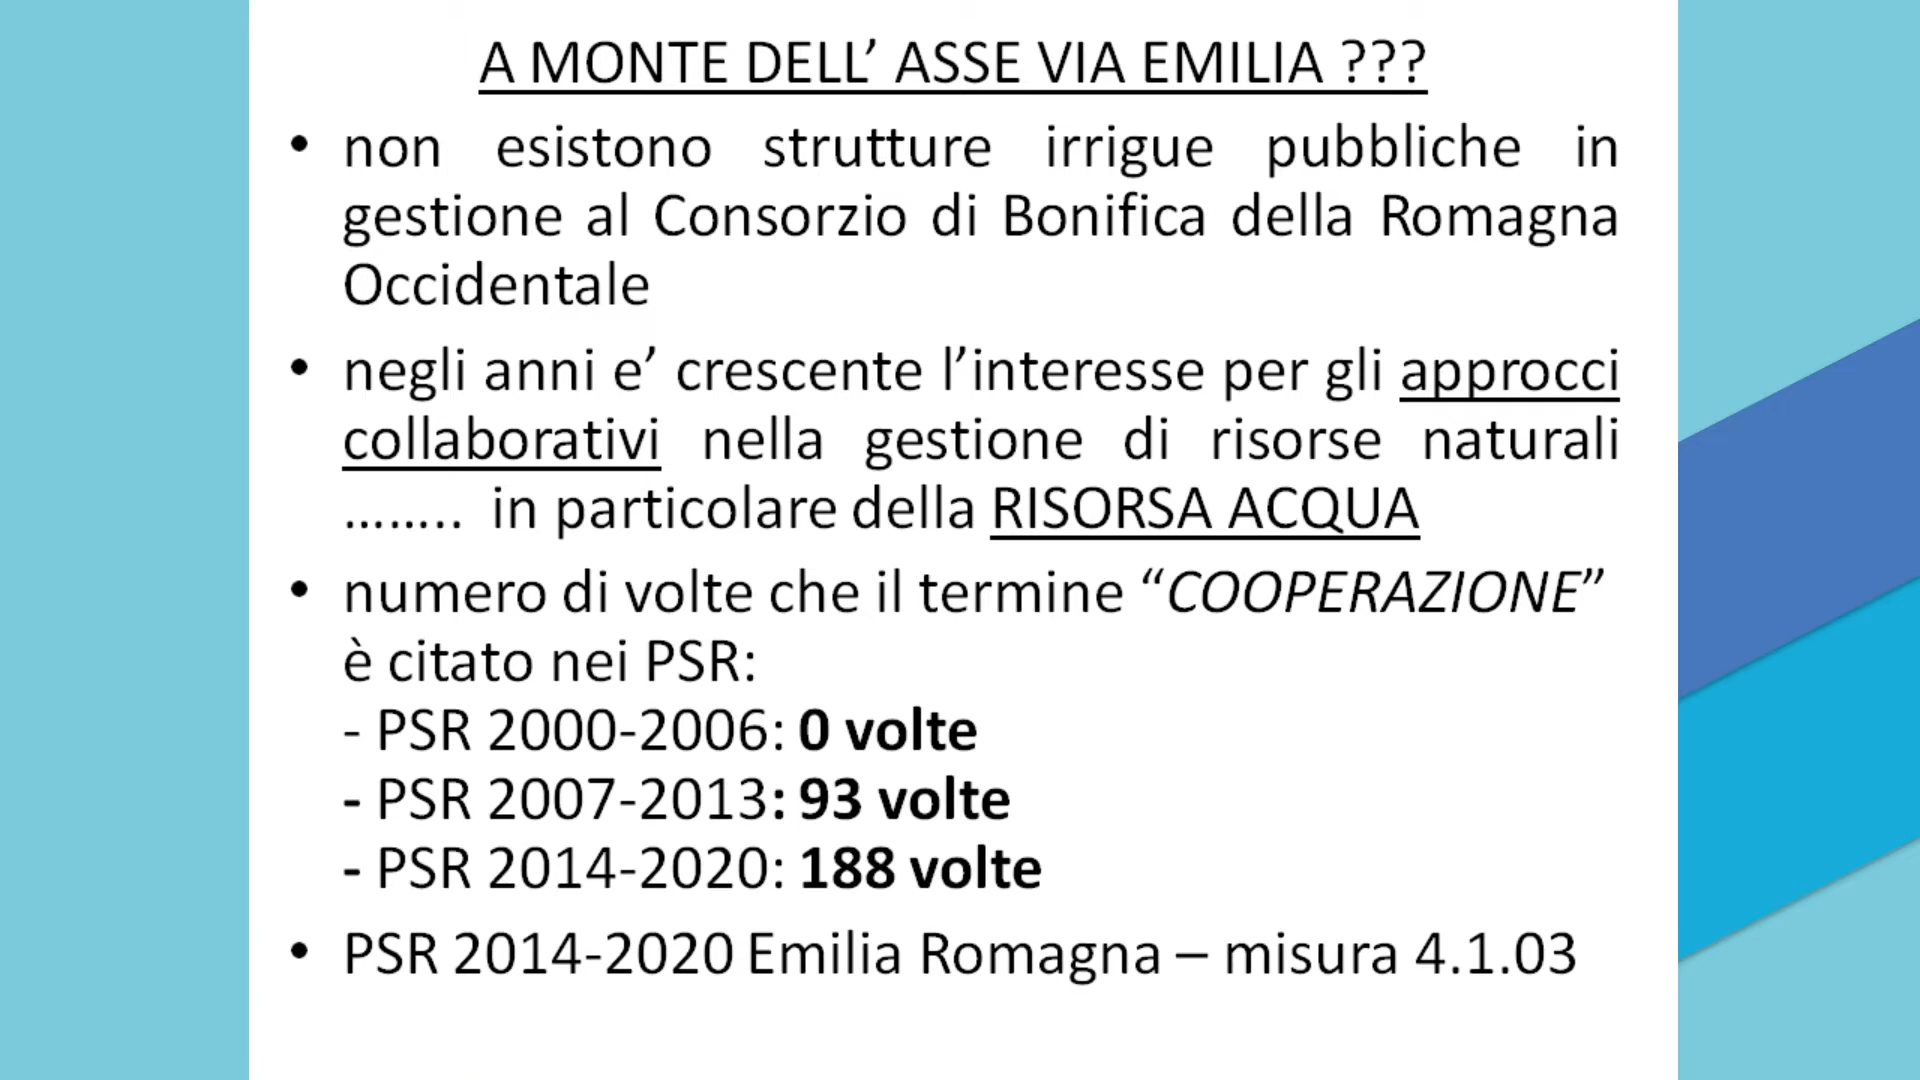 A MONTE DELL’ ASSE VIA EMILIA ???
• non esistono strutture irrigue pubbliche in
gestione al Consorzio di Bonifica della Romagna
Occidentale
• negli anni e’ crescente l’interesse per gli approcci
collaborativi nella gestione di risorse naturali
…….. in particolare della RISORSA ACQUA
• numero di volte che il termine “COOPERAZIONE”
è citato nei PSR:
- PSR 2000-2006: 0 volte
- PSR 2007-2013: 93 volte
- PSR 2014-2020: 188 volte
• PSR 2014-2020 Emilia Romagna – misura 4.1.03